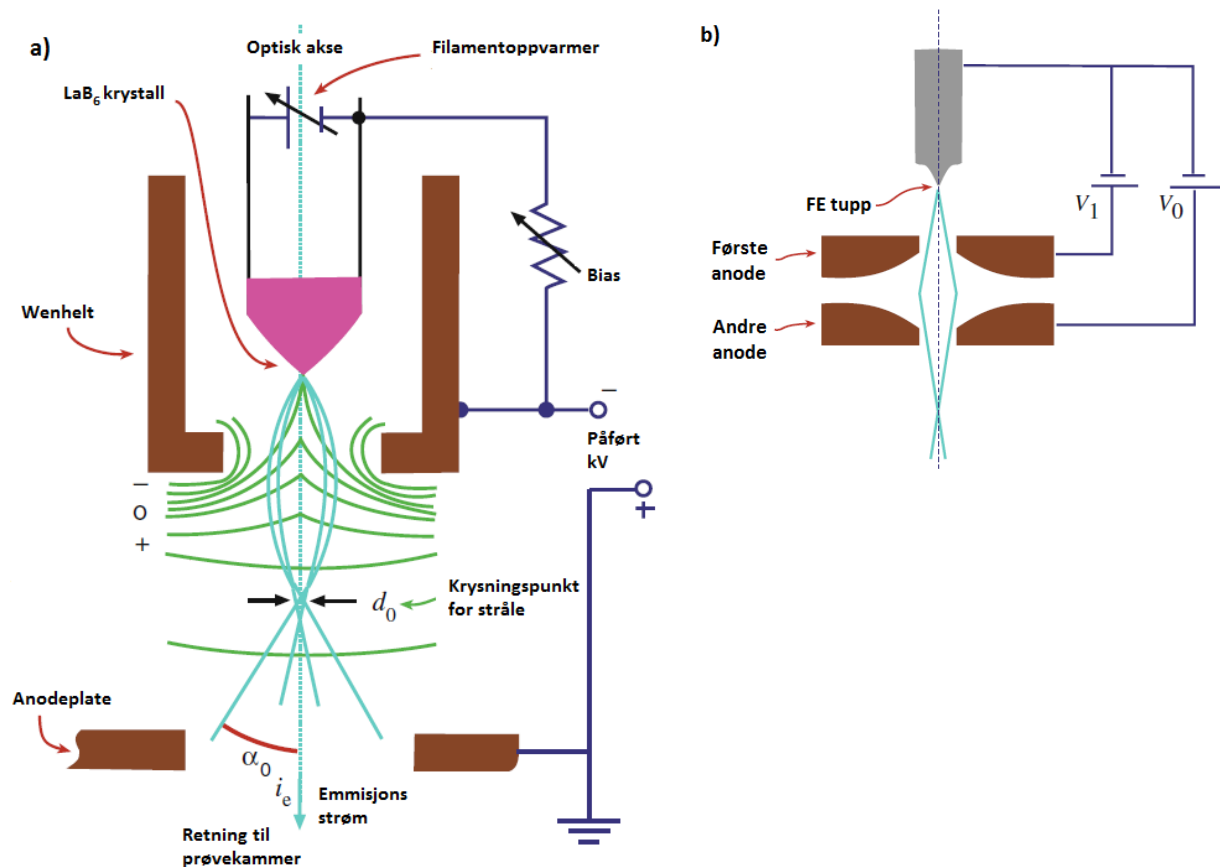 a)
Optisk akse
Filamentoppvarmer
LaB₆ krystall
Wenhelt
Bias
−
Påført
kV
+
−
0
+
d₀
Krysningspunkt
for stråle
Anodeplate
α₀
iₑ
Emmisjons
strøm
Retning til
prøvekammer
b)
FE tupp
V₁
V₀
Første
anode
Andre
anode